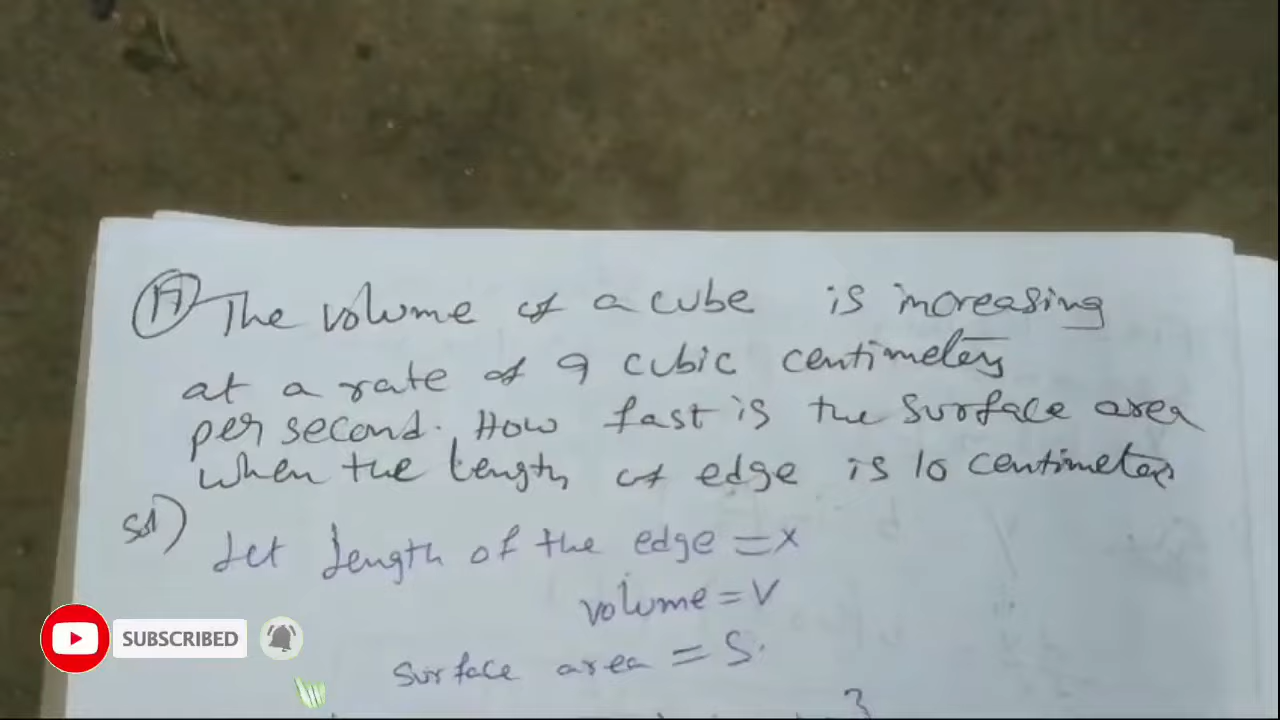 17 The volume of a cube is increasing
at a rate of 9 cubic centimeters
per second. How fast is the surface area
when the length of edge is 10 centimeters
Sol)
Let length of the edge = x
volume = V
SUBSCRIBED
surface area = S.
3